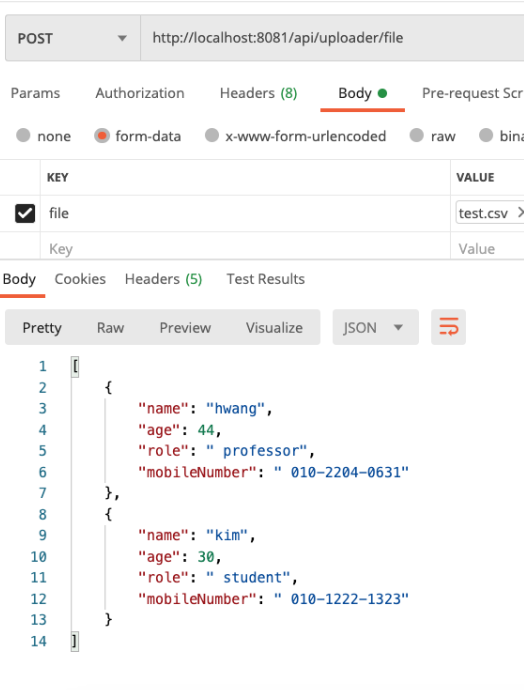 POST http://localhost:8081/api/uploader/file
Params Authorization Headers (8) Body Pre-request Scr
none form-data x-www-form-urlencoded raw bina
KEY VALUE
file test.csv
Key Value
Body Cookies Headers (5) Test Results
Pretty Raw Preview Visualize JSON
1 [
2 {
3 "name": "hwang",
4 "age": 44,
5 "role": " professor",
6 "mobileNumber": " 010-2204-0631"
7 },
8 {
9 "name": "kim",
10 "age": 30,
11 "role": " student",
12 "mobileNumber": " 010-1222-1323"
13 }
14 ]